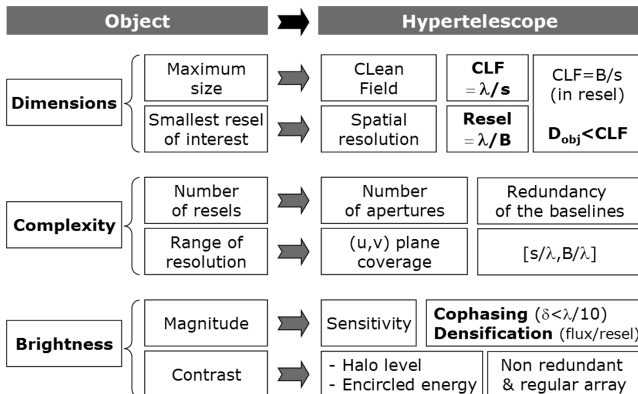 Object
Hypertelescope
Dimensions
Maximum
size
CLean
Field
CLF
= λ/s
CLF=B/s
(in resel)
D_obj<CLF
Smallest resel
of interest
Spatial
resolution
Resel
= λ/B
Complexity
Number
of resels
Number
of apertures
Redundancy
of the baselines
Range of
resolution
(u,v) plane
coverage
[s/λ,B/λ]
Brightness
Magnitude
Sensitivity
Cophasing (δ<λ/10)
Densification (flux/resel)
Contrast
- Halo level
- Encircled energy
Non redundant
& regular array